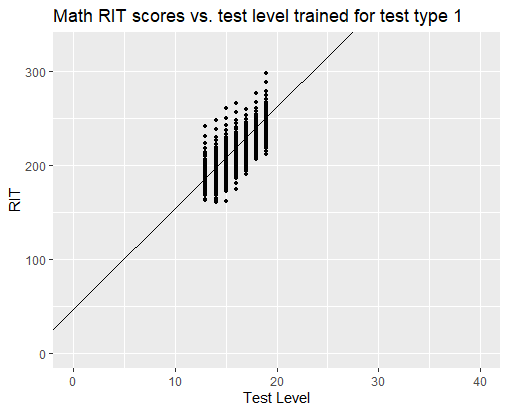 Math RIT scores vs. test level trained for test type 1
RIT
300
200
100
0
0 10 20 30 40
Test Level